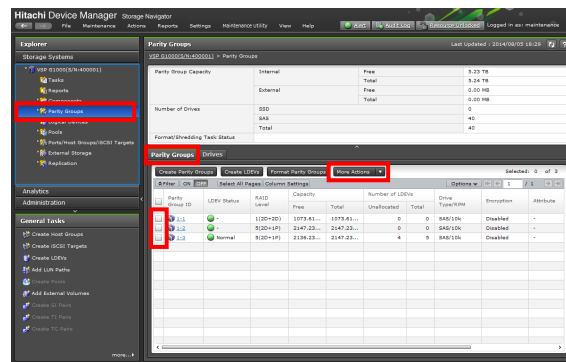 Hitachi Device Manager Storage Navigator
File Maintenance Actions Reports Settings Maintenance Utility View Help Alert Audit Log Resource Unlocked Logged in as: maintenance
Explorer
Storage Systems
VSP G1000(S/N:400001)
Tasks
Reports
Components
Parity Groups
Logical Devices
Pools
Ports/Host Groups/iSCSI Targets
External Storage
Replication
Analytics
Administration
General Tasks
Create Host Groups
Create iSCSI Targets
Create LDEVs
Add LUN Paths
Create Pools
Add External Volumes
Create SI Pairs
Create TI Pairs
Create TC Pairs
more...
Parity Groups Last Updated : 2014/08/05 18:29
VSP G1000(S/N:400001) > Parity Groups
Parity Group Capacity Internal Free 5.23 TB
Total 5.24 TB
External Free 0.00 MB
Total 0.00 MB
Number of Drives SSD 0
SAS 40
Total 40
Format/Shredding Task Status
Parity Groups Drives
Create Parity Groups Create LDEVs Format Parity Groups More Actions Selected: 0 of 3
Filter ON OFF Select All Pages Column Settings Options 1 / 1
Parity Group ID LDEV Status RAID Level Capacity Number of LDEVs Drive Type/RPM Encryption Attribute
Free Total Unallocated Total
1-1 - 1(2D+2D) 1073.61... 1073.61... 0 0 SAS/10k Disabled -
1-2 - 5(3D+1P) 2147.23... 2147.23... 0 0 SAS/10k Disabled -
1-3 Normal 5(3D+1P) 2136.23... 2147.23... 4 5 SAS/10k Disabled -